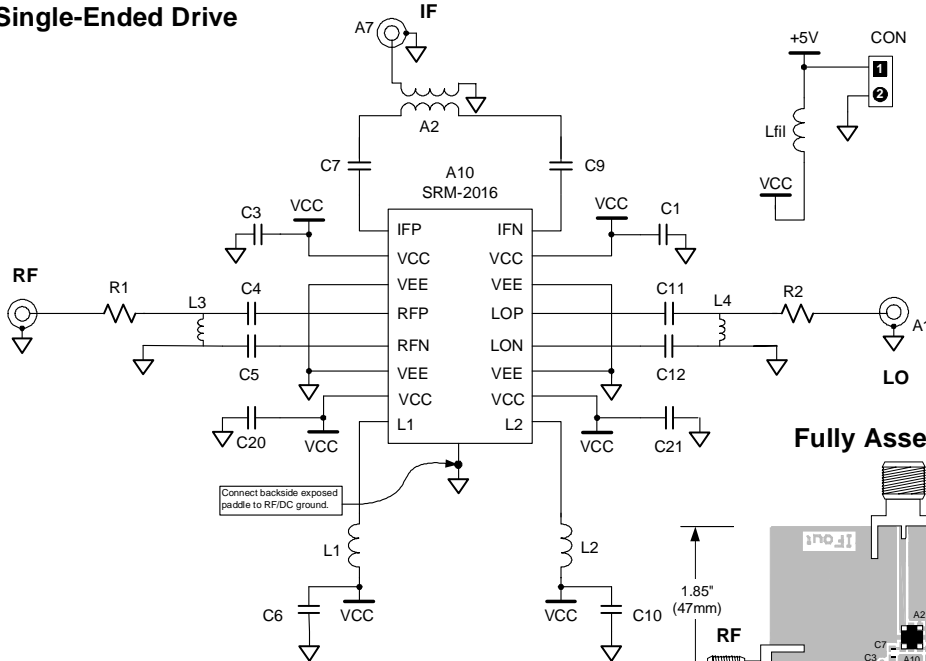 Single-Ended Drive
IF
A7
+5V
CON
1
2
Lfil
VCC
A2
C7
C9
A10
SRM-2016
C3
VCC
VCC
C1
IFP
IFN
VCC
VCC
VEE
VEE
RFP
LOP
RFN
LON
VEE
VEE
VCC
VCC
L1
L2
RF
R1
L3
C4
C5
C11
L4
R2
C12
LO
C20
VCC
VCC
C21
Connect backside exposed
paddle to RF/DC ground.
L1
L2
C6
VCC
VCC
C10
Fully Asse
IFout
1.85"
(47mm)
RF
A2
C7
C3
A10